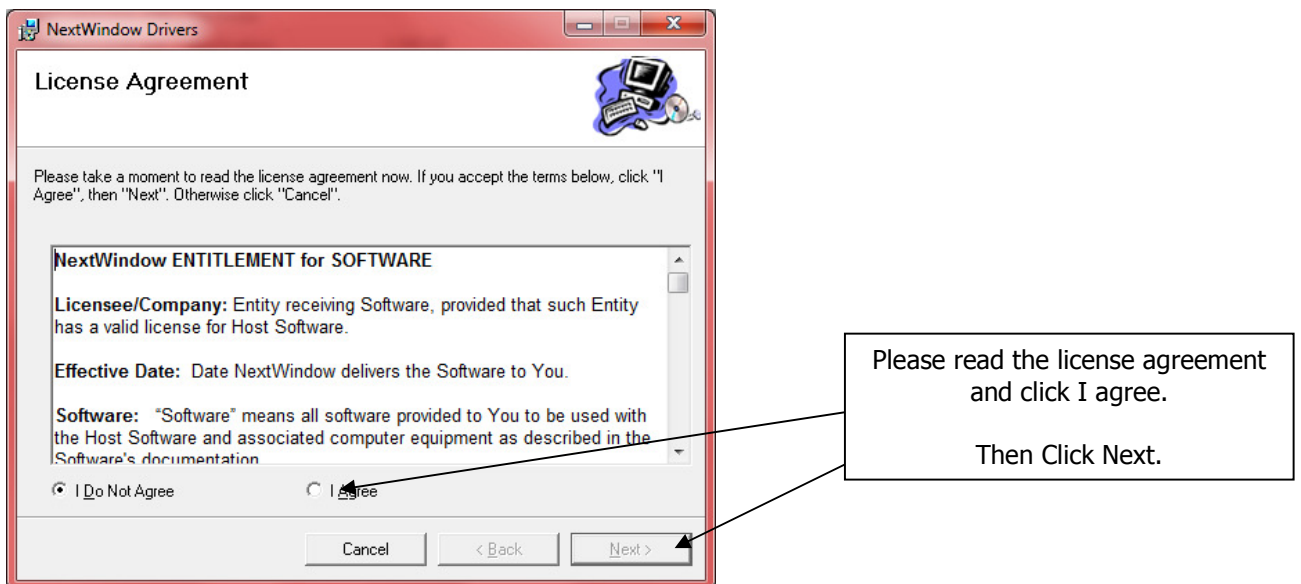 NextWindow Drivers
License Agreement
Please take a moment to read the license agreement now. If you accept the terms below, click "I
Agree", then "Next". Otherwise click "Cancel".
NextWindow ENTITLEMENT for SOFTWARE
Licensee/Company: Entity receiving Software, provided that such Entity
has a valid license for Host Software.
Effective Date: Date NextWindow delivers the Software to You.
Software: “Software” means all software provided to You to be used with
the Host Software and associated computer equipment as described in the
Software's documentation
I Do Not Agree
I Agree
Cancel
< Back
Next >
Please read the license agreement
and click I agree.
Then Click Next.